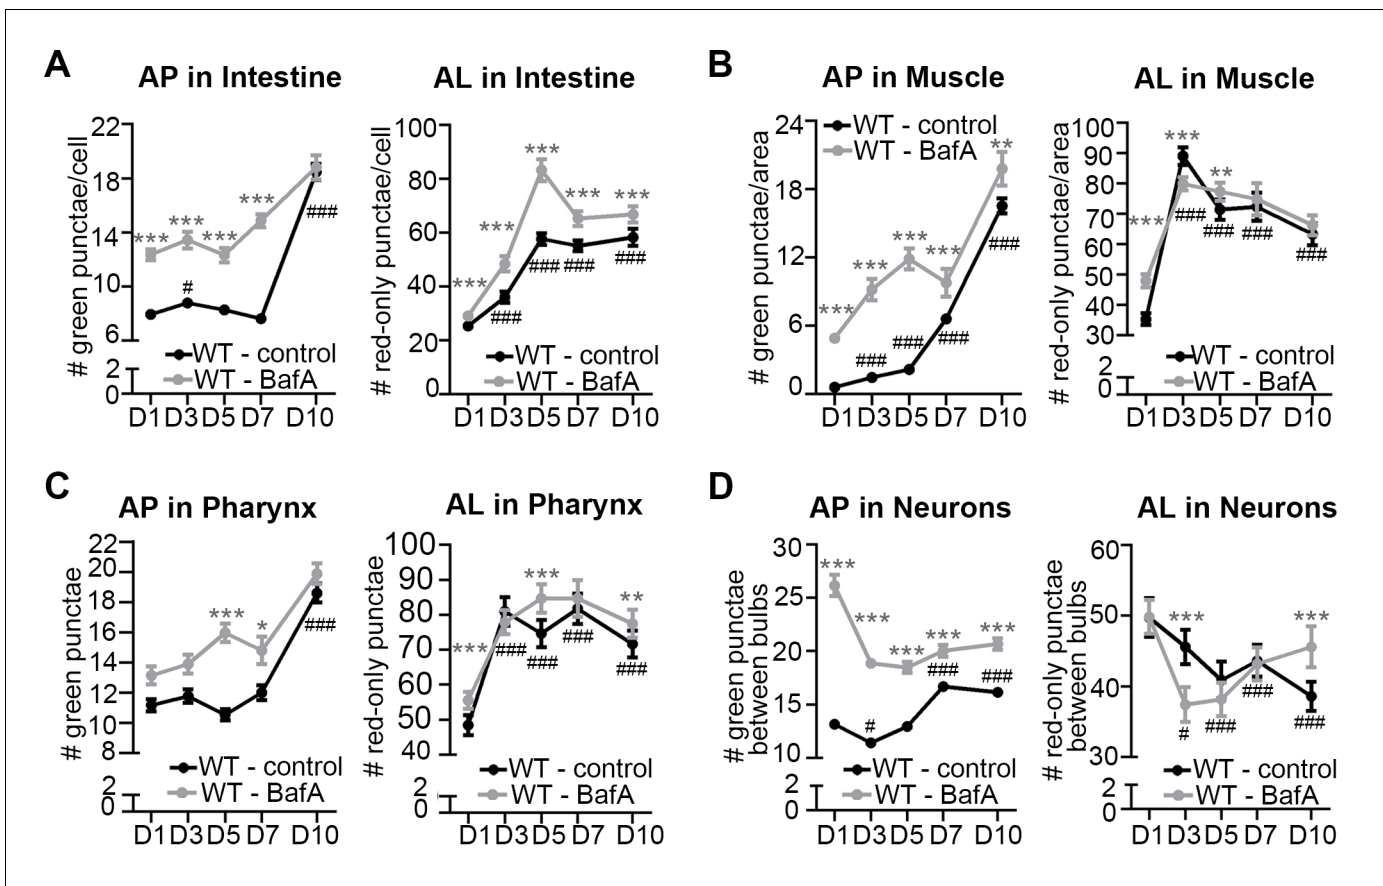 A
AP in Intestine
# green punctae/cell
22
18
14
10
6
2
0
***
***
***
***
#
###
WT - control
WT - BafA
D1 D3 D5 D7 D10
AL in Intestine
# red-only punctae/cell
100
80
60
40
20
0
***
***
***
***
***
###
###
###
###
WT - control
WT - BafA
D1 D3 D5 D7 D10
B
AP in Muscle
# green punctae/area
24
18
12
6
0
WT - control
WT - BafA
***
***
***
***
**
###
###
###
###
D1 D3 D5 D7 D10
AL in Muscle
# red-only punctae/area
100
90
80
70
60
50
40
30
2
0
***
***
**
###
###
###
###
WT - control
WT - BafA
D1 D3 D5 D7 D10
C
AP in Pharynx
# green punctae
22
20
18
16
14
12
10
8
2
0
***
*
###
WT - control
WT - BafA
D1 D3 D5 D7 D10
AL in Pharynx
# red-only punctae
100
90
80
70
60
50
40
2
0
***
***
**
###
###
###
###
WT - control
WT - BafA
D1 D3 D5 D7 D10
D
AP in Neurons
# green punctae
between bulbs
30
25
20
15
10
2
0
***
***
***
***
***
#
###
###
WT - control
WT - BafA
D1 D3 D5 D7 D10
AL in Neurons
# red-only punctae
between bulbs
60
50
40
30
2
0
***
***
#
###
###
###
WT - control
WT - BafA
D1 D3 D5 D7 D10